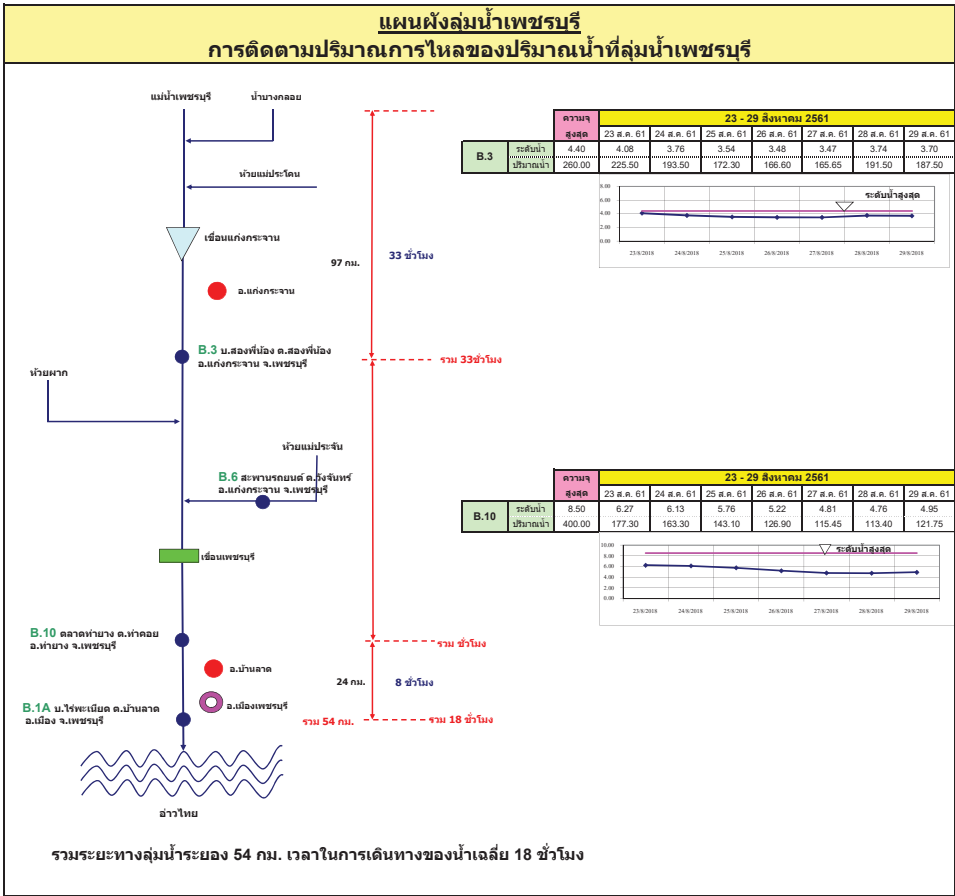 แผนผังลุ่มน้ำเพชรบุรี
การติดตามปริมาณการไหลของปริมาณน้ำที่ลุ่มน้ำเพชรบุรี
แม่น้ำเพชรบุรี
น้ำบางกลอย
ห้วยแม่ประโดน
เขื่อนแก่งกระจาน
97 กม.
33 ชั่วโมง
อ.แก่งกระจาน
B.3 บ.สองพี่น้อง ต.สองพี่น้อง
อ.แก่งกระจาน จ.เพชรบุรี
รวม 33ชั่วโมง
ห้วยผาก
ห้วยแม่ประจัน
B.6 สะพานรถยนต์ ต.วังจันทร์
อ.แก่งกระจาน จ.เพชรบุรี
เขื่อนเพชรบุรี
B.10 ตลาดท่ายาง ต.ท่าคอย
อ.ท่ายาง จ.เพชรบุรี
รวม ชั่วโมง
อ.บ้านลาด
24 กม.
8 ชั่วโมง
อ.เมืองเพชรบุรี
B.1A บ.ไร่พะเนียด ต.บ้านลาด
อ.เมือง จ.เพชรบุรี
รวม 54 กม.
รวม 18 ชั่วโมง
อ่าวไทย
รวมระยะทางลุ่มน้ำระยอง 54 กม. เวลาในการเดินทางของน้ำเฉลี่ย 18 ชั่วโมง
ความจุ 23 - 29 สิงหาคม 2561
สูงสุด 23 ส.ค. 61 24 ส.ค. 61 25 ส.ค. 61 26 ส.ค. 61 27 ส.ค. 61 28 ส.ค. 61 29 ส.ค. 61
B.3
ระดับน้ำ 4.40 4.08 3.76 3.54 3.48 3.47 3.74 3.70
ปริมาณน้ำ 260.00 225.50 193.50 172.30 166.60 165.65 191.50 187.50
8.00
6.00
4.00
2.00
0.00
ระดับน้ำสูงสุด
23/8/2018 24/8/2018 25/8/2018 26/8/2018 27/8/2018 28/8/2018 29/8/2018
ความจุ 23 - 29 สิงหาคม 2561
สูงสุด 23 ส.ค. 61 24 ส.ค. 61 25 ส.ค. 61 26 ส.ค. 61 27 ส.ค. 61 28 ส.ค. 61 29 ส.ค. 61
B.10
ระดับน้ำ 8.50 6.27 6.13 5.76 5.22 4.81 4.76 4.95
ปริมาณน้ำ 400.00 177.30 163.30 143.10 126.90 115.45 113.40 121.75
10.00
8.00
6.00
4.00
2.00
0.00
ระดับน้ำสูงสุด
23/8/2018 24/8/2018 25/8/2018 26/8/2018 27/8/2018 28/8/2018 29/8/2018